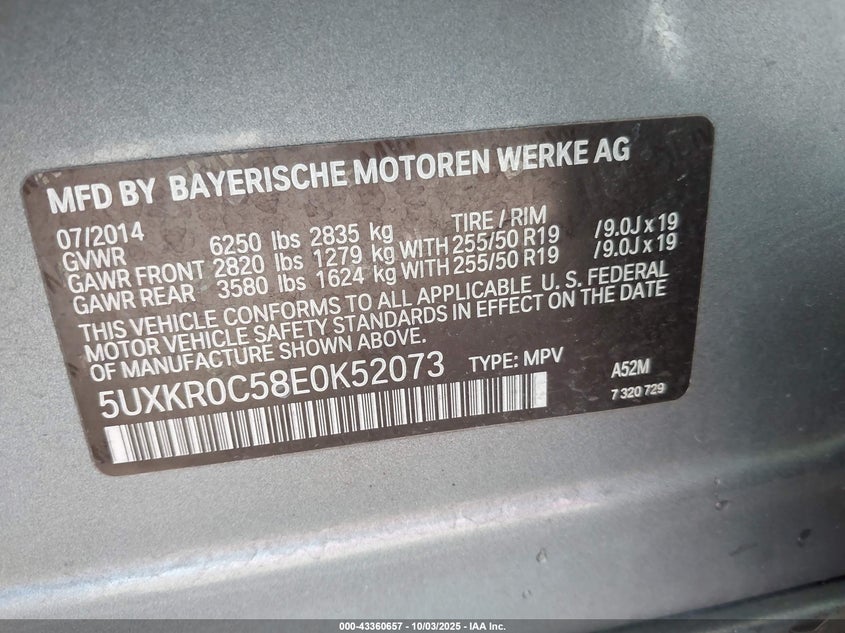 MFD BY BAYERISCHE MOTOREN WERKE AG
07/2014 TIRE / RIM
GVWR 6250 lbs 2835 kg
GAWR FRONT 2820 lbs 1279 kg WITH 255/50 R19 /9.0J x 19
GAWR REAR 3580 lbs 1624 kg WITH 255/50 R19 /9.0J x 19
THIS VEHICLE CONFORMS TO ALL APPLICABLE U. S. FEDERAL
MOTOR VEHICLE SAFETY STANDARDS IN EFFECT ON THE DATE
OF MANUFACTURE SHOWN ABOVE.
5UXKR0C58E0K52073 TYPE: MPV A52M
7 320 729
000-43360657 - 10/03/2025 - IAA Inc.